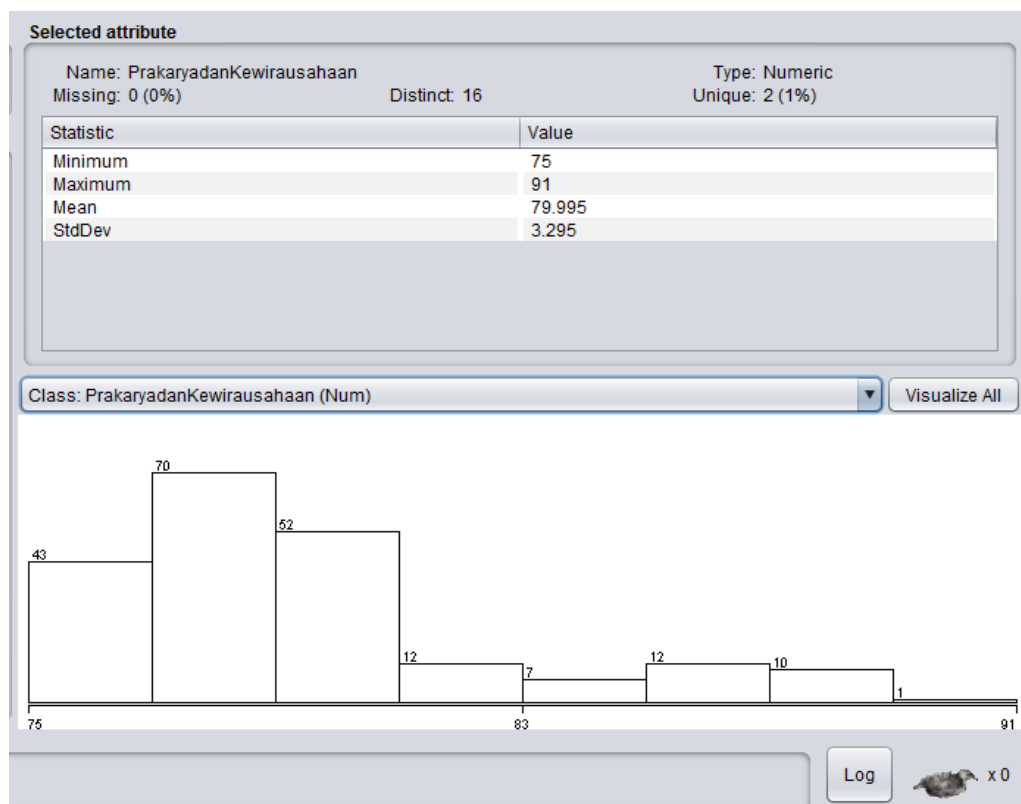 Selected attribute
Name: PrakaryadanKewirausahaan Type: Numeric
Missing: 0 (0%) Distinct: 16 Unique: 2 (1%)
Statistic Value
Minimum 75
Maximum 91
Mean 79.995
StdDev 3.295
Class: PrakaryadanKewirausahaan (Num) Visualize All
70
52
43
12
7
12
10
1
75 83 91
Log x 0